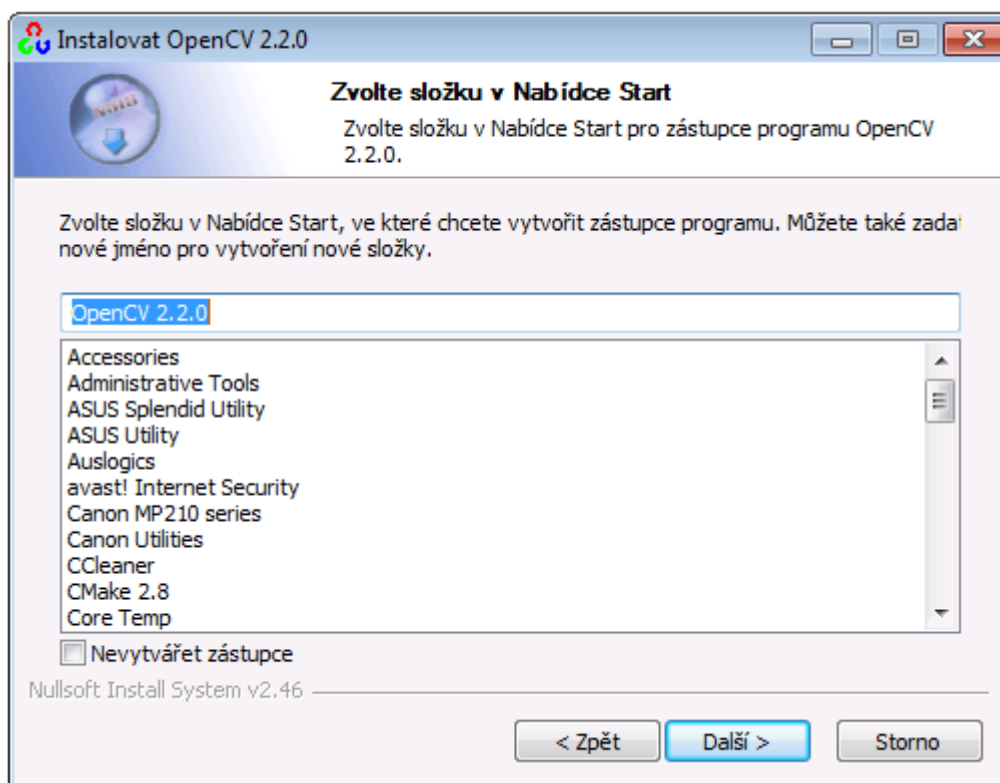 Instalovat OpenCV 2.2.0
Zvolte složku v Nabídce Start
Zvolte složku v Nabídce Start pro zástupce programu OpenCV
2.2.0.
Zvolte složku v Nabídce Start, ve které chcete vytvořit zástupce programu. Můžete také zadat
nové jméno pro vytvoření nové složky.
OpenCV 2.2.0
Accessories
Administrative Tools
ASUS Splendid Utility
ASUS Utility
Auslogics
avast! Internet Security
Canon MP210 series
Canon Utilities
CCleaner
CMake 2.8
Core Temp
Nevytvářet zástupce
Nullsoft Install System v2.46
< Zpět Další > Storno